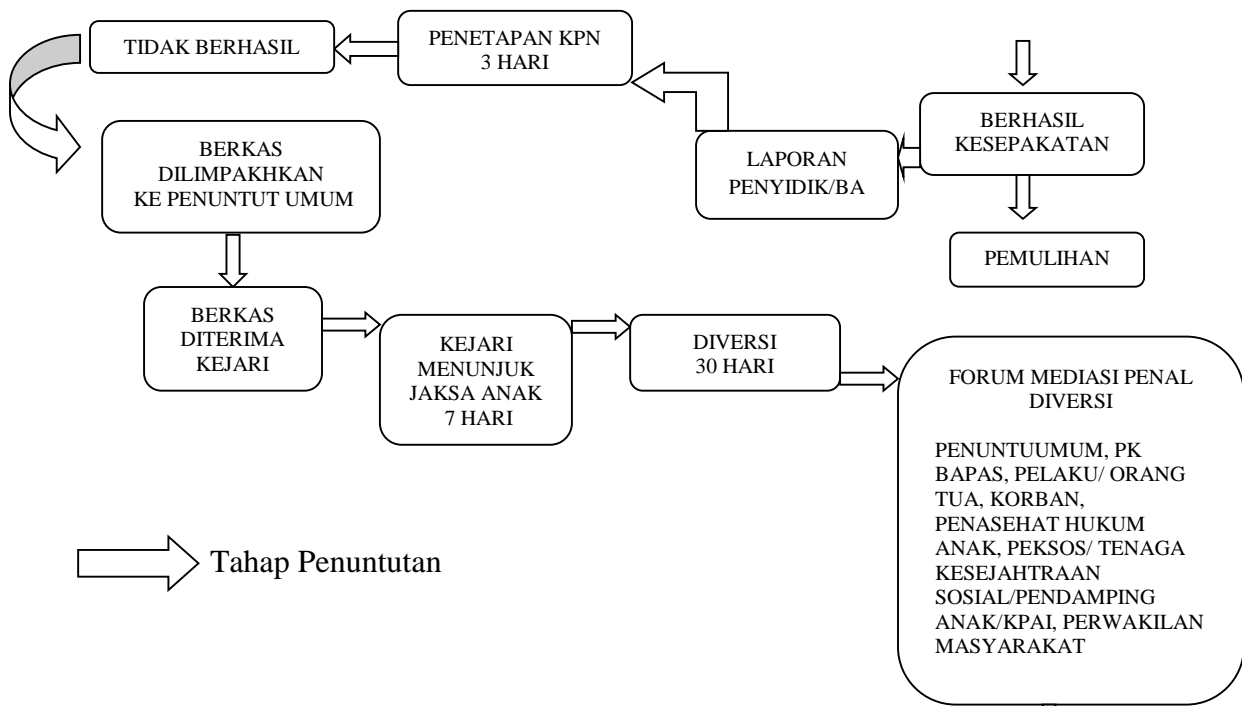 TIDAK BERHASIL
PENETAPAN KPN
3 HARI
BERHASIL
KESEPAKATAN
LAPORAN
PENYIDIK/BA
BERKAS
DILIMPAKHKAN
KE PENUNTUT UMUM
PEMULIHAN
BERKAS
DITERIMA
KEJARI
KEJARI
MENUNJUK
JAKSA ANAK
7 HARI
DIVERSI
30 HARI
FORUM MEDIASI PENAL
DIVERSI
PENUNTUUMUM, PK
BAPAS, PELAKU/ ORANG
TUA, KORBAN,
PENASEHAT HUKUM
ANAK, PEKSOS/ TENAGA
KESEJAHTRAAN
SOSIAL/PENDAMPING
ANAK/KPAI, PERWAKILAN
MASYARAKAT
Tahap Penuntutan